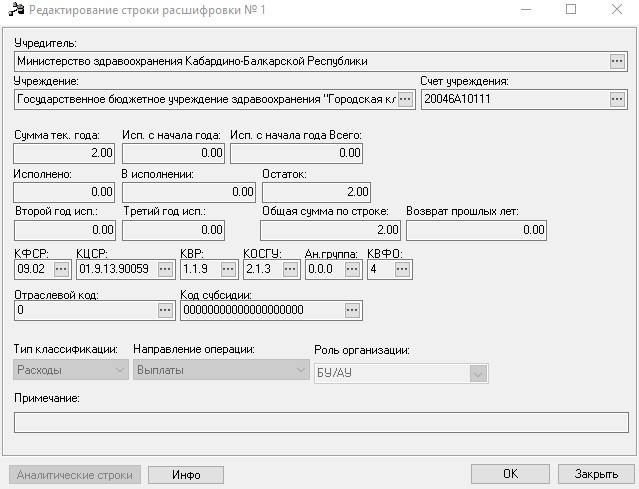 Редактирование строки расшифровки № 1
Учредитель:
Министерство здравоохранения Кабардино-Балкарской Республики
Учреждение: Счет учреждения:
Государственное бюджетное учреждение здравоохранения "Городская кл 20046А10111
Сумма тек. года: Исп. с начала года: Исп. с начала года Всего:
2.00 0.00 0.00
Исполнено: В исполнении: Остаток:
0.00 0.00 2.00
Второй год исп.: Третий год исп.: Общая сумма по строке: Возврат прошлых лет:
0.00 0.00 2.00 0.00
КФСР: КЦСР: КВР: КОСГУ: Ан.группа: КВФО:
09.02 01.9.13.90059 1.1.9 2.1.3 0.0.0 4
Отраслевой код: Код субсидии:
0 00000000000000000000
Тип классификации: Направление операции: Роль организации:
Расходы Выплаты БУ/АУ
Примечание:
Аналитические строки Инфо OK Закрыть